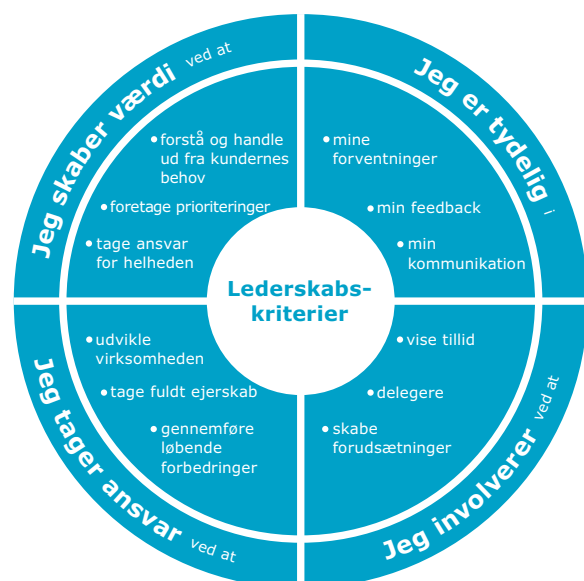 Jeg skaber værdi ved at
• forstå og handle
ud fra kundernes
behov
• foretage prioriteringer
• tage ansvar
for helheden
Jeg er tydelig i
• mine
forventninger
• min feedback
• min
kommunikation
Lederskabs-
kriterier
Jeg tager ansvar ved at
• udvikle
virksomheden
• tage fuldt ejerskab
• gennemføre
løbende
forbedringer
Jeg involverer ved at
• vise tillid
• delegere
• skabe
forudsætninger